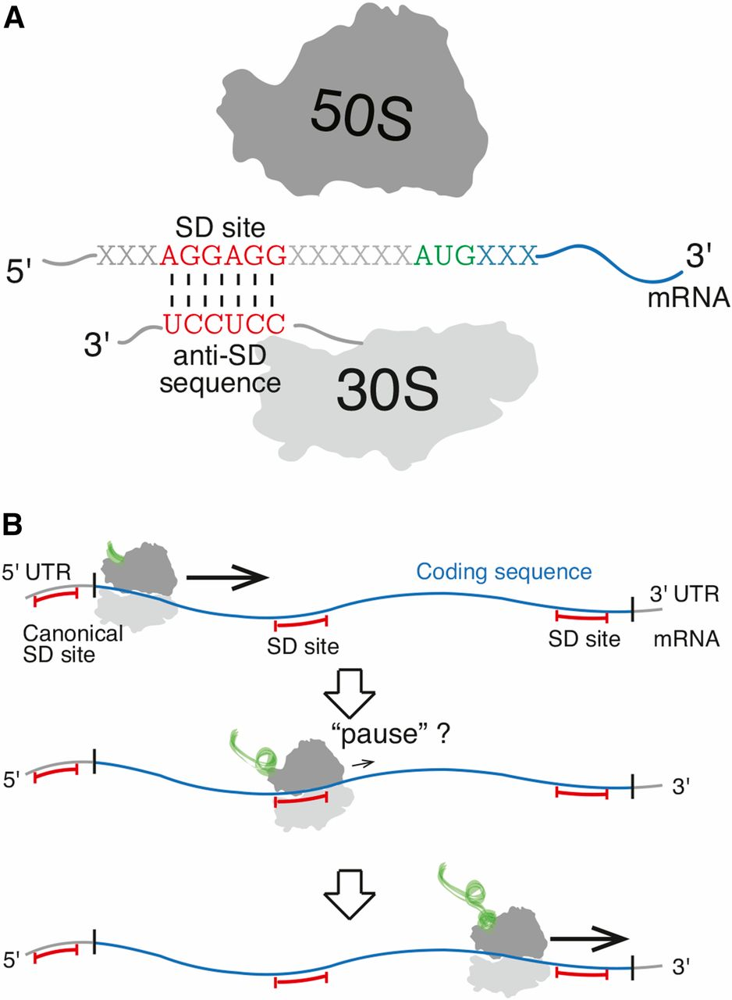 A
50S
SD site
5' XXXAGGAGGXXXXXXAUGXXX 3'
mRNA
3' UCCUCC
anti-SD
sequence
30S
B
5' UTR
Coding sequence
3' UTR
Canonical
SD site
SD site
SD site
mRNA
“pause” ?
5'
3'
5'
3'